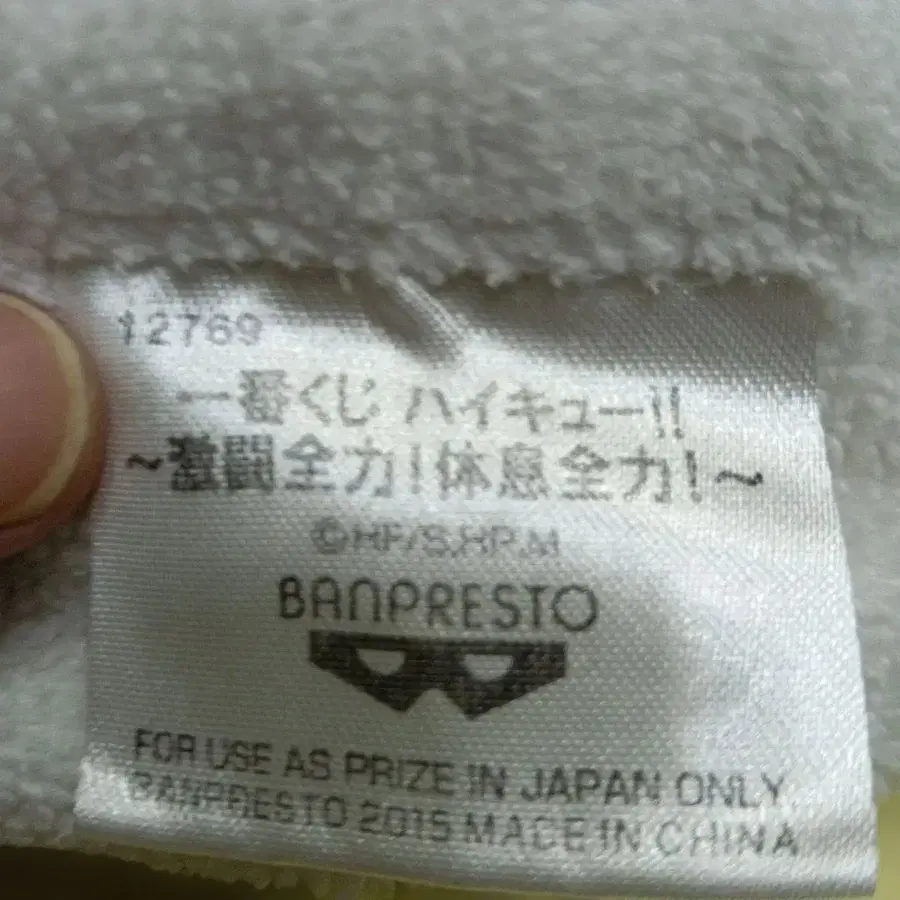 12769
一番くじ ハイキュー!!
~激闘全力!休息全力!~
©HF/S,HP,M
BANPRESTO
FOR USE AS PRIZE IN JAPAN ONLY.
BANPRESTO 2015 MADE IN CHINA